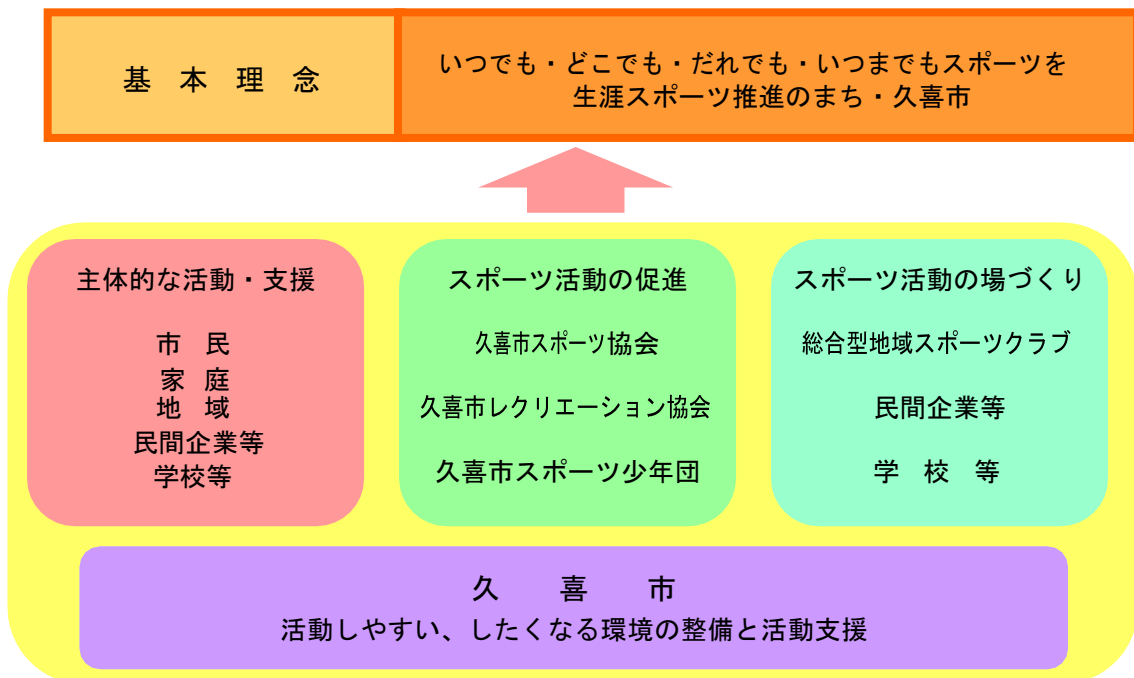 基　本　理　念
いつでも・どこでも・だれでも・いつまでもスポーツを
生涯スポーツ推進のまち・久喜市
主体的な活動・支援
市　民
家　庭
地　域
民間企業等
学校等
スポーツ活動の促進
久喜市スポーツ協会
久喜市レクリエーション協会
久喜市スポーツ少年団
スポーツ活動の場づくり
総合型地域スポーツクラブ
民間企業等
学　校　等
久　　喜　　市
活動しやすい、したくなる環境の整備と活動支援